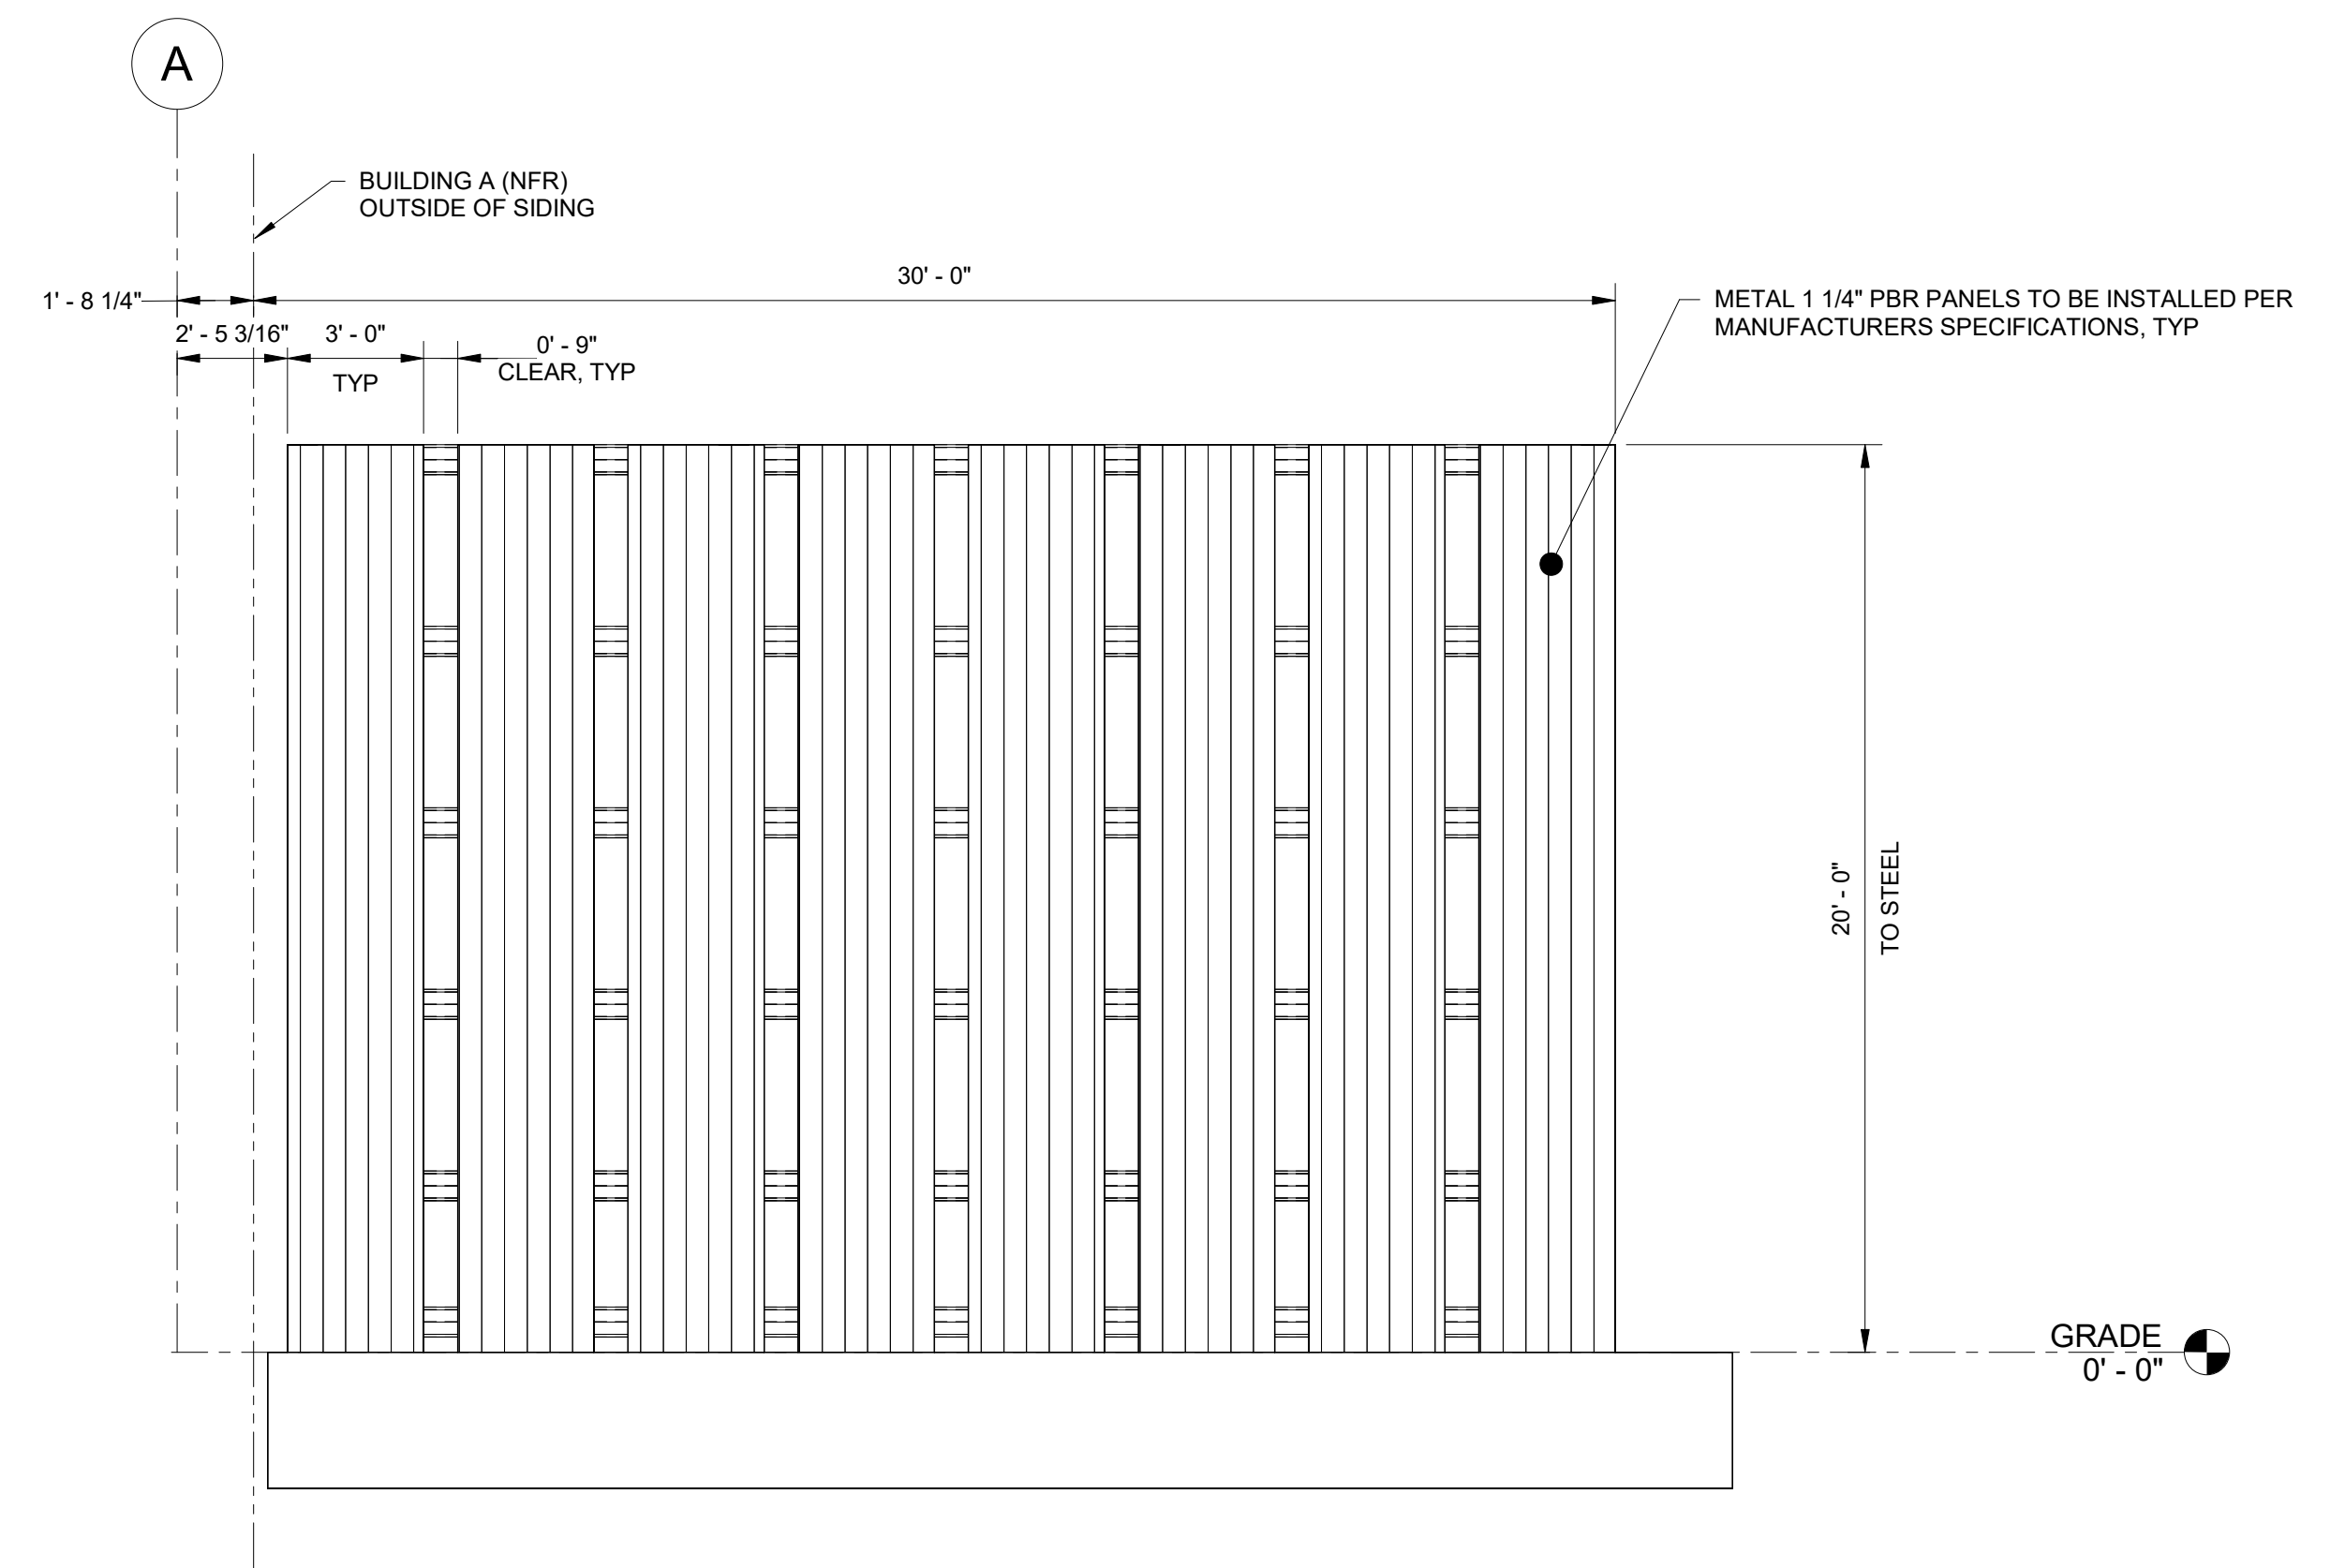 A
BUILDING A (NFR)
OUTSIDE OF SIDING
30' - 0"
1' - 8 1/4"
METAL 1 1/4" PBR PANELS TO BE INSTALLED PER
MANUFACTURERS SPECIFICATIONS, TYP
2' - 5 3/16"
3' - 0"
TYP
0' - 9"
CLEAR, TYP
20' - 0"
TO STEEL
GRADE
0' - 0"